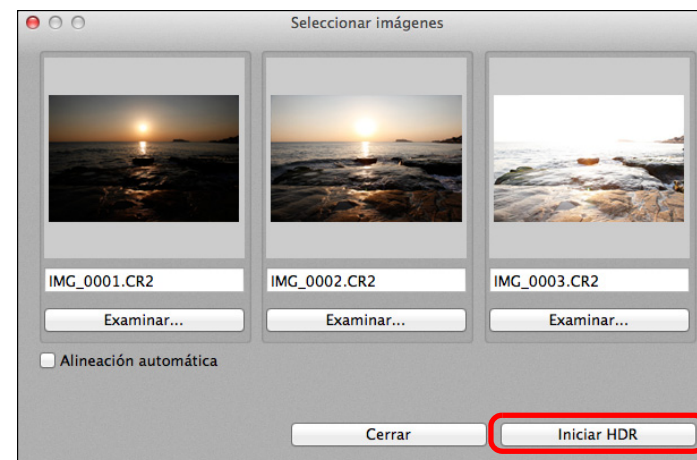 Seleccionar imágenes
IMG_0001.CR2
IMG_0002.CR2
IMG_0003.CR2
Examinar...
Examinar...
Examinar...
Alineación automática
Cerrar
Iniciar HDR